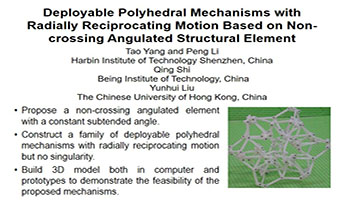 Deployable Polyhedral Mechanisms with
Radially Reciprocating Motion Based on Non-
crossing Angulated Structural Element
Tao Yang and Peng Li
Harbin Institute of Technology Shenzhen, China
Qing Shi
Being Institute of Technology, China
Yunhui Liu
The Chinese University of Hong Kong, China
• Propose a non-crossing angulated element
with a constant subtended angle.
• Construct a family of deployable polyhedral
mechanisms with radially reciprocating motion
but no singularity.
• Build 3D model both in computer and
prototypes to demonstrate the feasibility of the
proposed mechanisms.